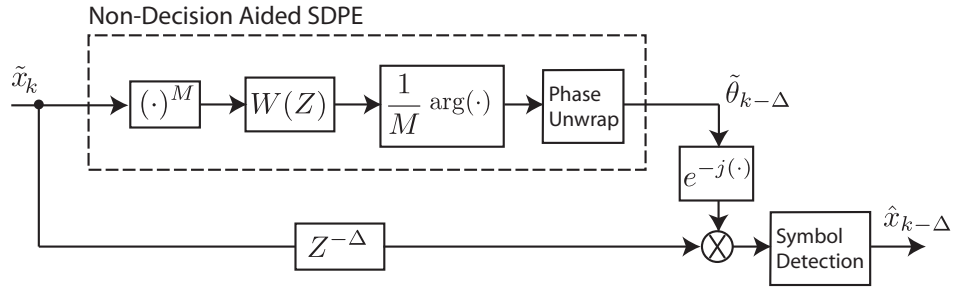 Non-Decision Aided SDPE
x̃_k
(·)^M
W(Z)
1/M arg(·)
Phase
Unwrap
θ̃_{k−Δ}
e^{−j(·)}
Z^{−Δ}
Symbol
Detection
x̂_{k−Δ}